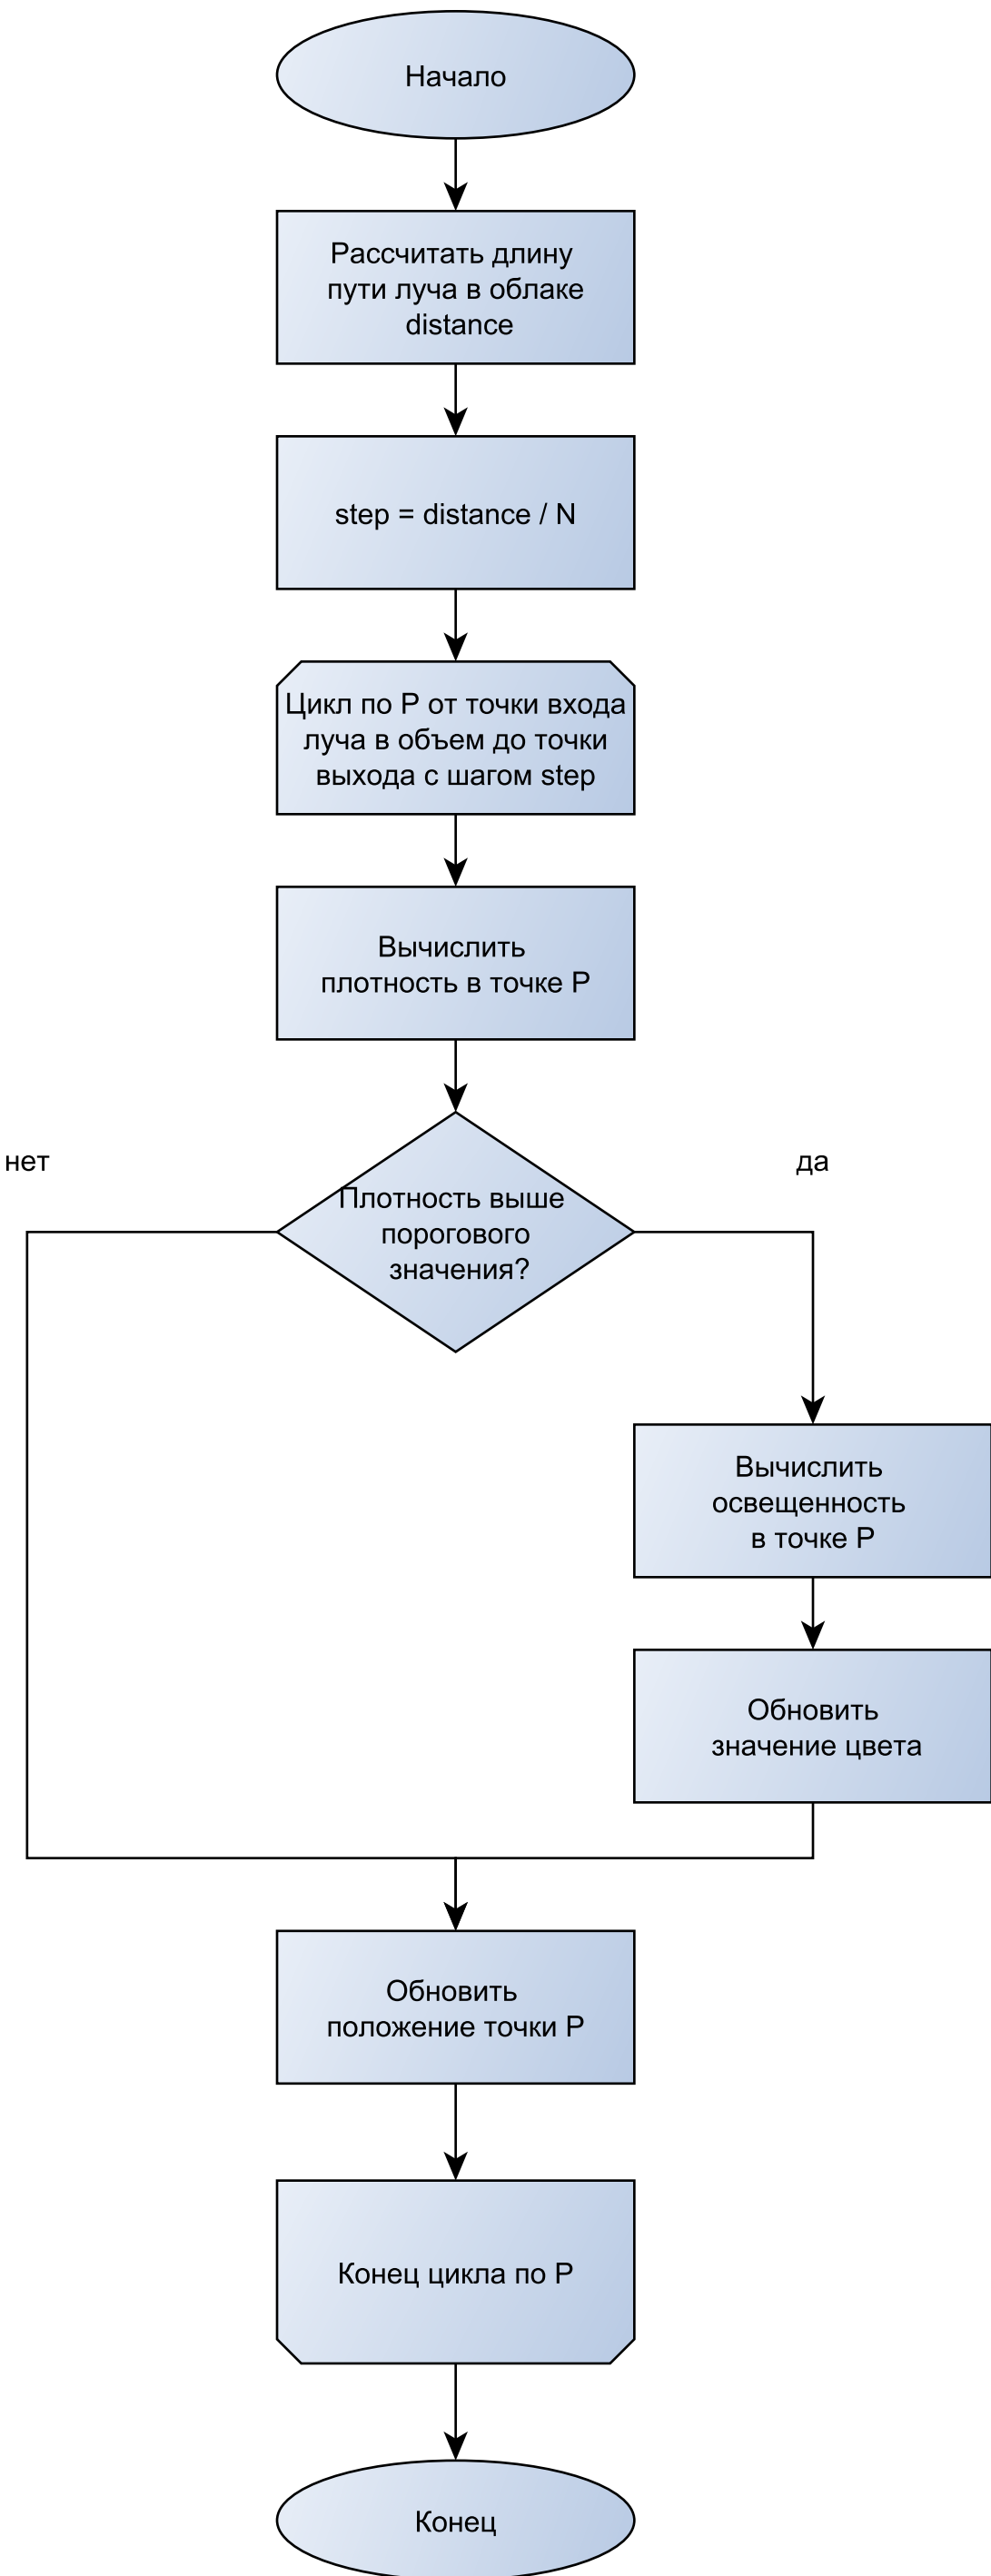 Начало
Рассчитать длину
пути луча в облаке
distance
step = distance / N
Цикл по P от точки входа
луча в объем до точки
выхода с шагом step
Вычислить
плотность в точке P
нет
да
Плотность выше
порогового
значения?
Вычислить
освещенность
в точке P
Обновить
значение цвета
Обновить
положение точки P
Конец цикла по P
Конец